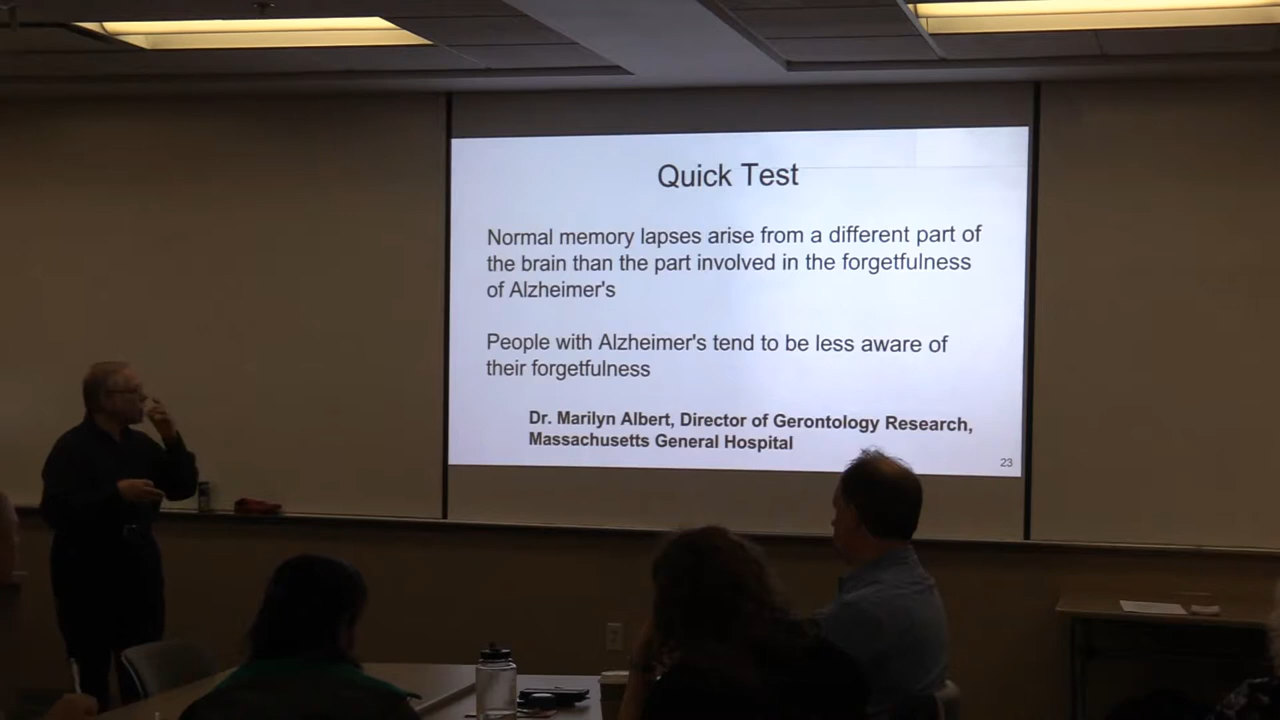 Quick Test
Normal memory lapses arise from a different part of
the brain than the part involved in the forgetfulness
of Alzheimer's
People with Alzheimer's tend to be less aware of
their forgetfulness
Dr. Marilyn Albert, Director of Gerontology Research,
Massachusetts General Hospital
23